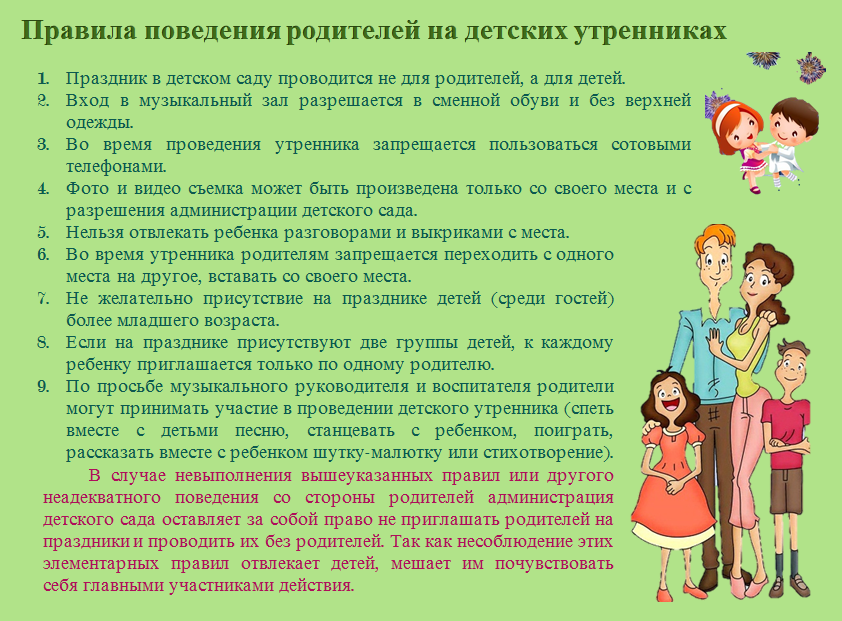 Правила поведения родителей на детских утренниках
1. Праздник в детском саду проводится не для родителей, а для детей.
2. Вход в музыкальный зал разрешается в сменной обуви и без верхней
одежды.
3. Во время проведения утренника запрещается пользоваться сотовыми
телефонами.
4. Фото и видео съемка может быть произведена только со своего места и с
разрешения администрации детского сада.
5. Нельзя отвлекать ребенка разговорами и выкриками с места.
6. Во время утренника родителям запрещается переходить с одного
места на другое, вставать со своего места.
7. Не желательно присутствие на празднике детей (среди гостей)
более младшего возраста.
8. Если на празднике присутствуют две группы детей, к каждому
ребенку приглашается только по одному родителю.
9. По просьбе музыкального руководителя и воспитателя родители
могут принимать участие в проведении детского утренника (спеть
вместе с детьми песню, станцевать с ребенком, поиграть,
рассказать вместе с ребенком шутку-малютку или стихотворение).
В случае невыполнения вышеуказанных правил или другого
неадекватного поведения со стороны родителей администрация
детского сада оставляет за собой право не приглашать родителей на
праздники и проводить их без родителей. Так как несоблюдение этих
элементарных правил отвлекает детей, мешает им почувствовать
себя главными участниками действия.